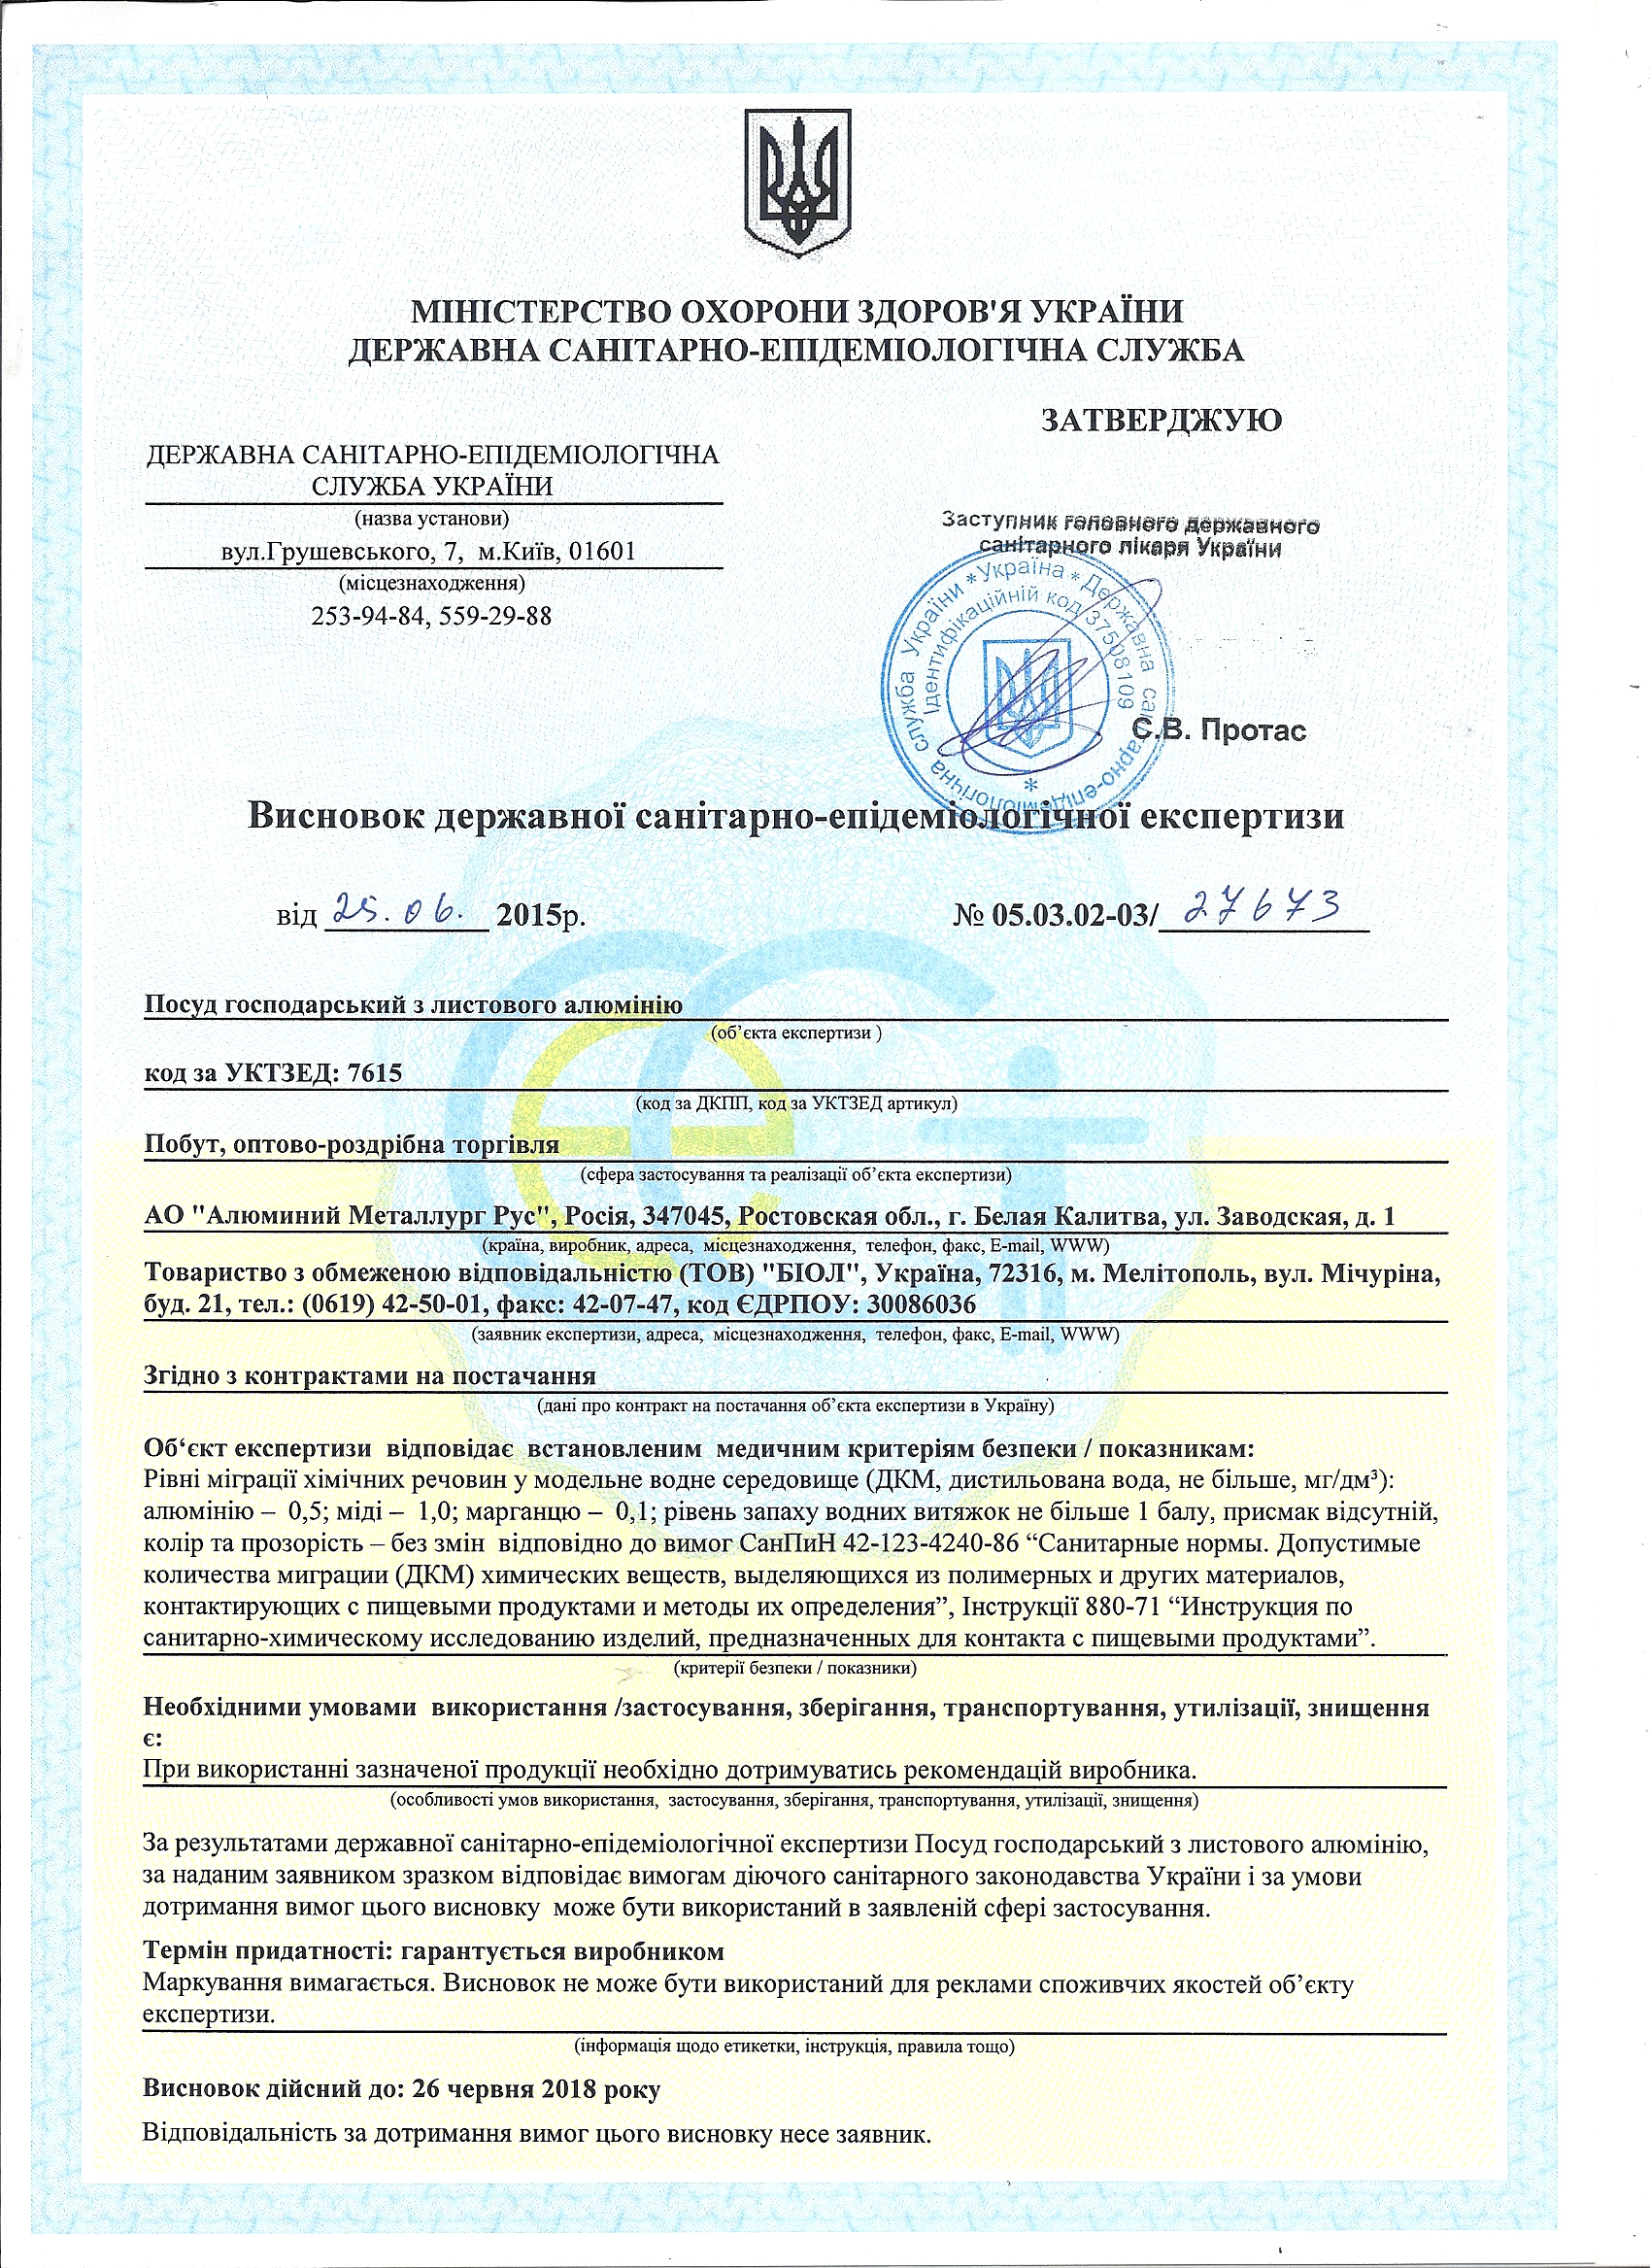 МІНІСТЕРСТВО ОХОРОНИ ЗДОРОВ'Я УКРАЇНИ
ДЕРЖАВНА САНІТАРНО-ЕПІДЕМІОЛОГІЧНА СЛУЖБА
ЗАТВЕРДЖУЮ
ДЕРЖАВНА САНІТАРНО-ЕПІДЕМІОЛОГІЧНА
СЛУЖБА УКРАЇНИ
(назва установи)
вул.Грушевського, 7, м.Київ, 01601
(місцезнаходження)
253-94-84, 559-29-88
Заступник головного державного
санітарного лікаря України
* Україна * Державна санітарно-епідеміологічна служба України
Ідентифікаційній код 37508109
С.В. Протас
Висновок державної санітарно-епідеміологічної експертизи
від 25.06. 2015р.
№ 05.03.02-03/ 27673
Посуд господарський з листового алюмінію
(об’єкта експертизи )
код за УКТЗЕД: 7615
(код за ДКПП, код за УКТЗЕД артикул)
Побут, оптово-роздрібна торгівля
(сфера застосування та реалізації об’єкта експертизи)
АО "Алюминий Металлург Рус", Росія, 347045, Ростовская обл., г. Белая Калитва, ул. Заводская, д. 1
(країна, виробник, адреса, місцезнаходження, телефон, факс, E-mail, WWW)
Товариство з обмеженою відповідальністю (ТОВ) "БІОЛ", Україна, 72316, м. Мелітополь, вул. Мічуріна,
буд. 21, тел.: (0619) 42-50-01, факс: 42-07-47, код ЄДРПОУ: 30086036
(заявник експертизи, адреса, місцезнаходження, телефон, факс, E-mail, WWW)
Згідно з контрактами на постачання
(дані про контракт на постачання об’єкта експертизи в Україну)
Об‘єкт експертизи відповідає встановленим медичним критеріям безпеки / показникам:
Рівні міграції хімічних речовин у модельне водне середовище (ДКМ, дистильована вода, не більше, мг/дм³):
алюмінію – 0,5; міді – 1,0; марганцю – 0,1; рівень запаху водних витяжок не більше 1 балу, присмак відсутній,
колір та прозорість – без змін відповідно до вимог СанПиН 42-123-4240-86 “Санитарные нормы. Допустимые
количества миграции (ДКМ) химических веществ, выделяющихся из полимерных и других материалов,
контактирующих с пищевыми продуктами и методы их определения”, Інструкції 880-71 “Инструкция по
санитарно-химическому исследованию изделий, предназначенных для контакта с пищевыми продуктами”.
(критерії безпеки / показники)
Необхідними умовами використання /застосування, зберігання, транспортування, утилізації, знищення
є:
При використанні зазначеної продукції необхідно дотримуватись рекомендацій виробника.
(особливості умов використання, застосування, зберігання, транспортування, утилізації, знищення)
За результатами державної санітарно-епідеміологічної експертизи Посуд господарський з листового алюмінію,
за наданим заявником зразком відповідає вимогам діючого санітарного законодавства України і за умови
дотримання вимог цього висновку може бути використаний в заявленій сфері застосування.
Термін придатності: гарантується виробником
Маркування вимагається. Висновок не може бути використаний для реклами споживчих якостей об’єкту
експертизи.
(інформація щодо етикетки, інструкція, правила тощо)
Висновок дійсний до: 26 червня 2018 року
Відповідальність за дотримання вимог цього висновку несе заявник.